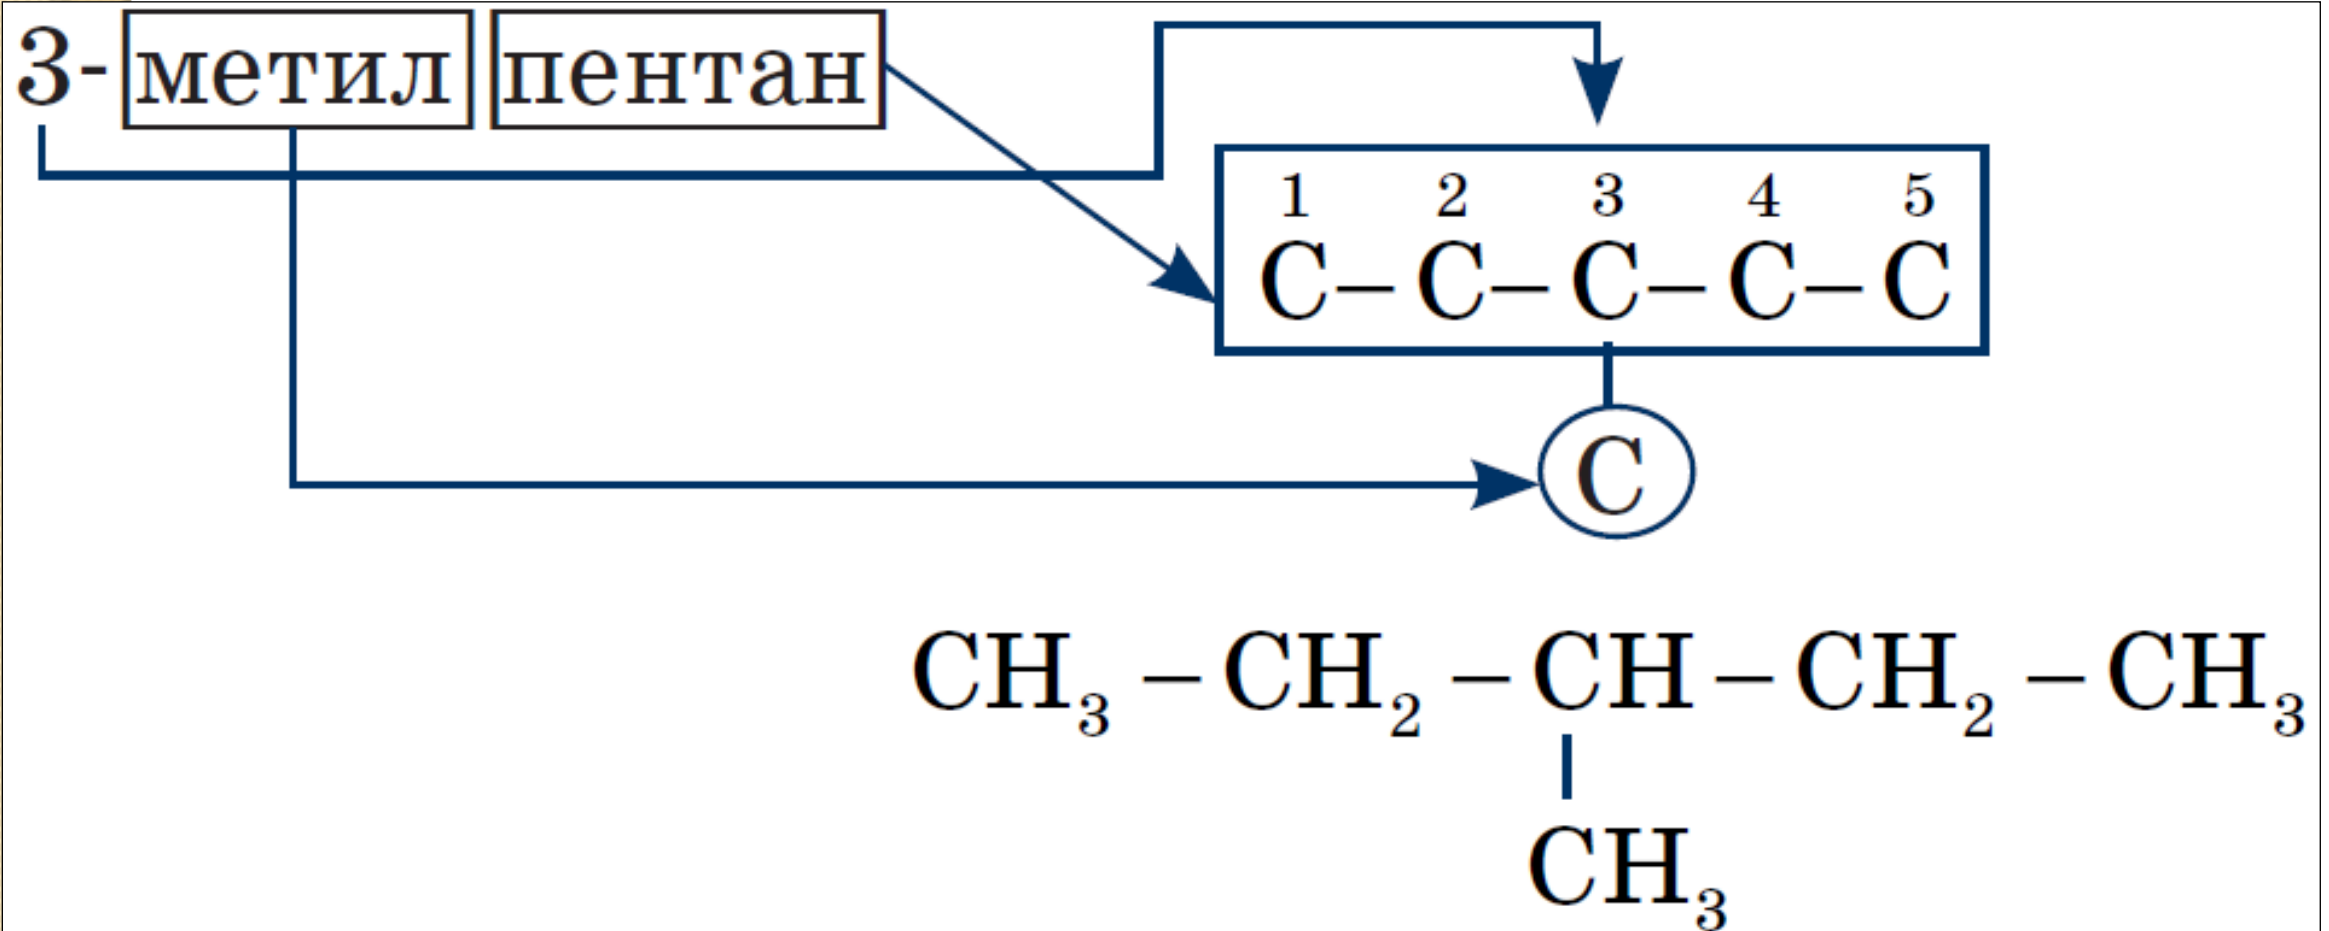 3-метил пентан
1 2 3 4 5
C–C–C–C–C
C
CH₃–CH₂–CH–CH₂–CH₃
CH₃